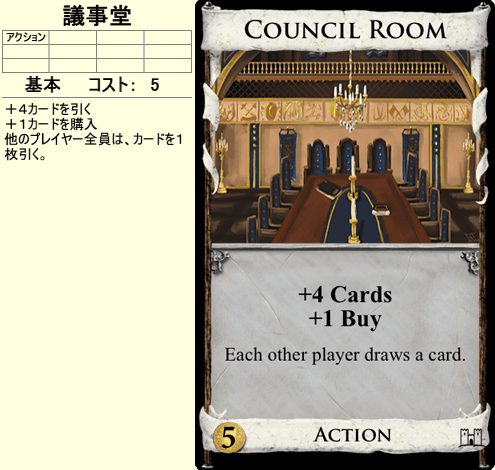 議事堂
アクション
基本　コスト：　5
＋4カードを引く
＋1カードを購入
他のプレイヤー全員は、カードを1
枚引く。
COUNCIL ROOM
+4 Cards
+1 Buy
Each other player draws a card.
5
ACTION